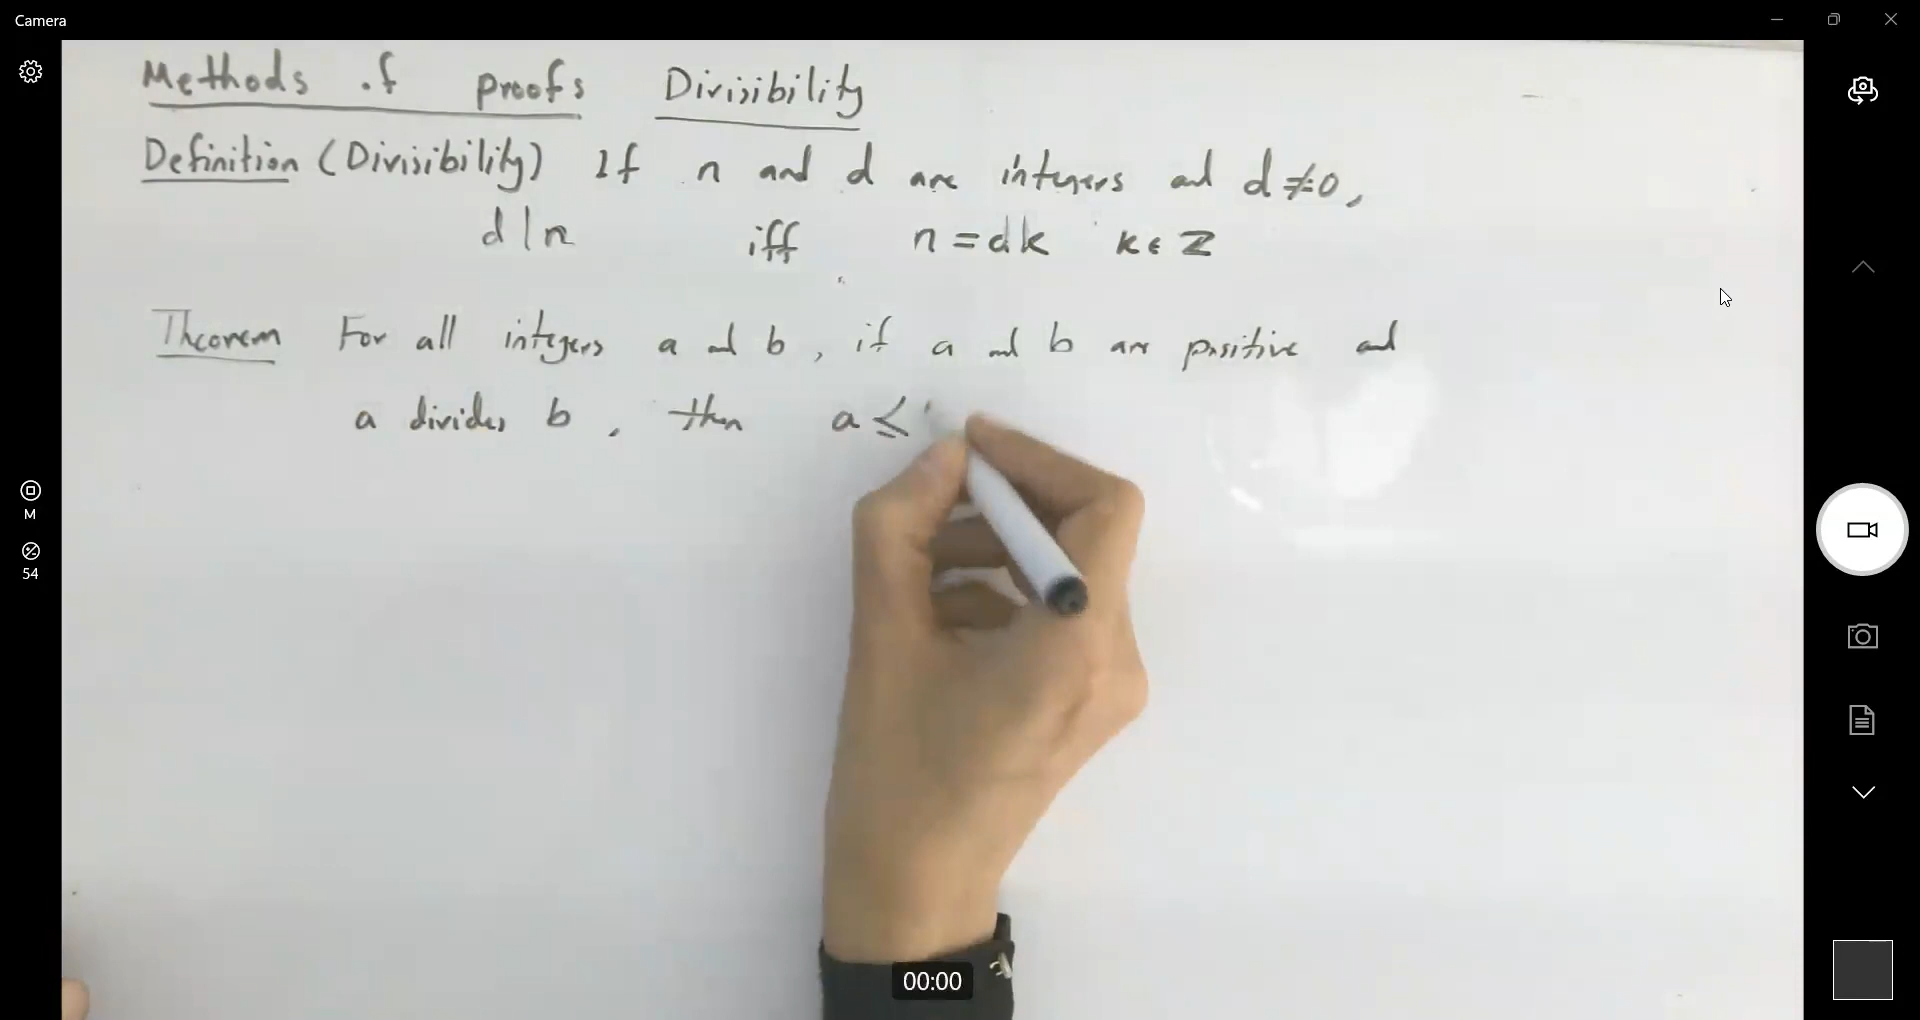 Camera
Methods of proofs Divisibility
Definition (Divisibility) If n and d are integers and d≠0,
d|n iff n=dk k∈ℤ
Theorem For all integers a and b, if a and b are positive and
a divides b, then a≤
M
54
00:00